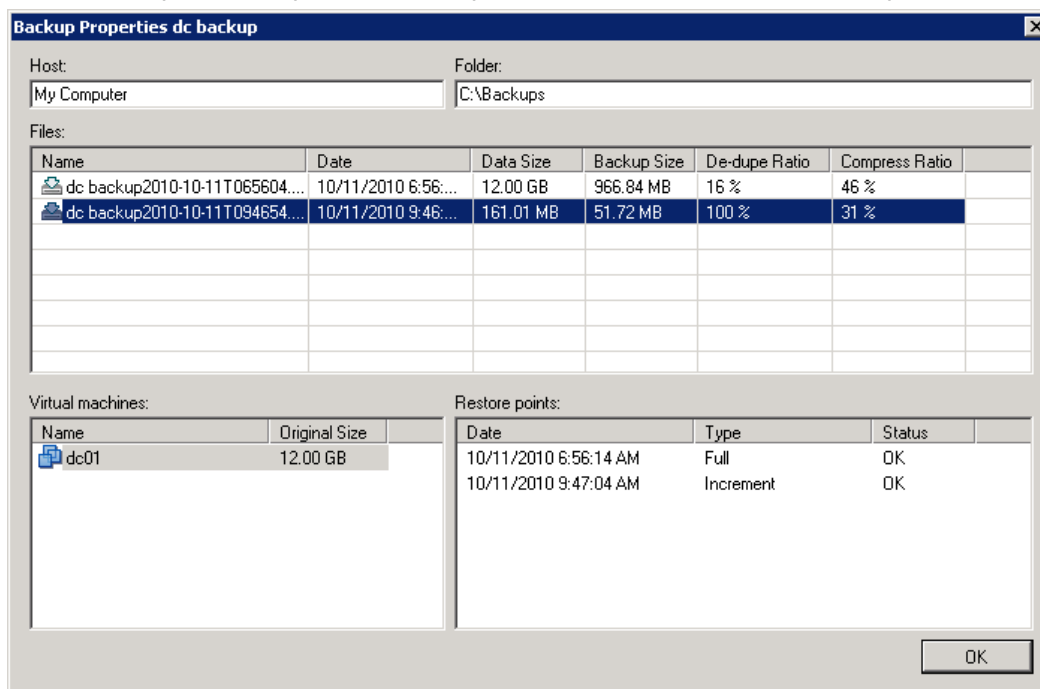 Backup Properties dc backup
Host: Folder:
My Computer C:\Backups
Files:
Name Date Data Size Backup Size De-dupe Ratio Compress Ratio
dc backup2010-10-11T065604.... 10/11/2010 6:56:... 12.00 GB 966.84 MB 16 % 46 %
dc backup2010-10-11T094654.... 10/11/2010 9:46:... 161.01 MB 51.72 MB 100 % 31 %
Virtual machines: Restore points:
Name Original Size Date Type Status
dc01 12.00 GB 10/11/2010 6:56:14 AM Full OK
10/11/2010 9:47:04 AM Increment OK
OK